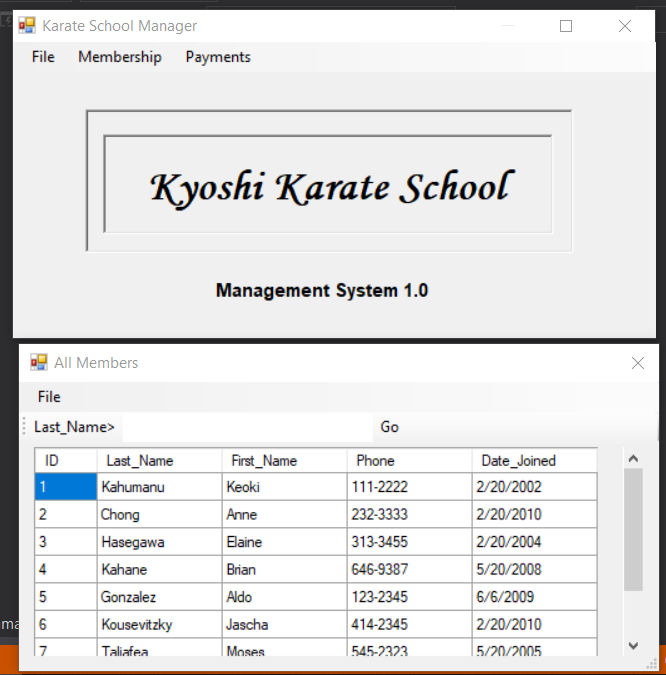 Karate School Manager
File Membership Payments
Kyoshi Karate School
Management System 1.0
All Members
File
Last_Name> Go
ID Last_Name First_Name Phone Date_Joined
1 Kahumanu Keoki 111-2222 2/20/2002
2 Chong Anne 232-3333 2/20/2010
3 Hasegawa Elaine 313-3455 2/20/2004
4 Kahane Brian 646-9387 5/20/2008
5 Gonzalez Aldo 123-2345 6/6/2009
6 Kousevitzky Jascha 414-2345 2/20/2010
ma
7 Taliafea Moses 545-2323 5/20/2005